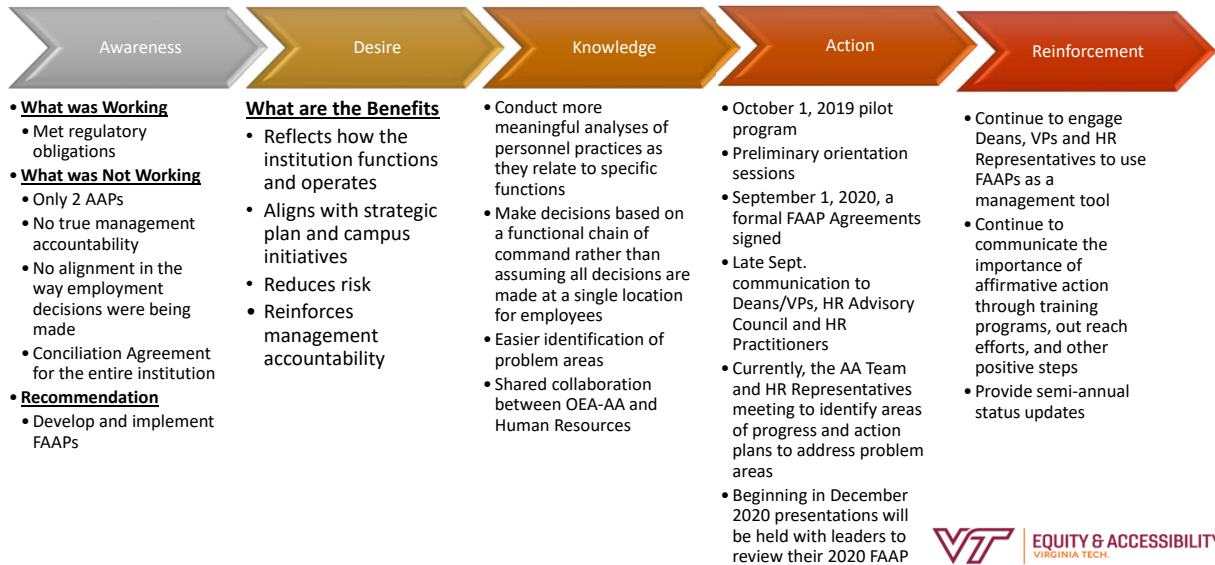 Awareness
Desire
Knowledge
Action
Reinforcement
• What was Working
• Met regulatory
obligations
• What was Not Working
• Only 2 AAPs
• No true management
accountability
• No alignment in the
way employment
decisions were being
made
• Conciliation Agreement
for the entire institution
• Recommendation
• Develop and implement
FAAPs
What are the Benefits
• Reflects how the
institution functions
and operates
• Aligns with strategic
plan and campus
initiatives
• Reduces risk
• Reinforces
management
accountability
• Conduct more
meaningful analyses of
personnel practices as
they relate to specific
functions
• Make decisions based on
a functional chain of
command rather than
assuming all decisions are
made at a single location
for employees
• Easier identification of
problem areas
• Shared collaboration
between OEA-AA and
Human Resources
• October 1, 2019 pilot
program
• Preliminary orientation
sessions
• September 1, 2020, a
formal FAAP Agreements
signed
• Late Sept.
communication to
Deans/VPs, HR Advisory
Council and HR
Practitioners
• Currently, the AA Team
and HR Representatives
meeting to identify areas
of progress and action
plans to address problem
areas
• Beginning in December
2020 presentations will
be held with leaders to
review their 2020 FAAP
• Continue to engage
Deans, VPs and HR
Representatives to use
FAAPs as a
management tool
• Continue to
communicate the
importance of
affirmative action
through training
programs, out reach
efforts, and other
positive steps
• Provide semi-annual
status updates
VT
EQUITY & ACCESSIBILITY
VIRGINIA TECH.